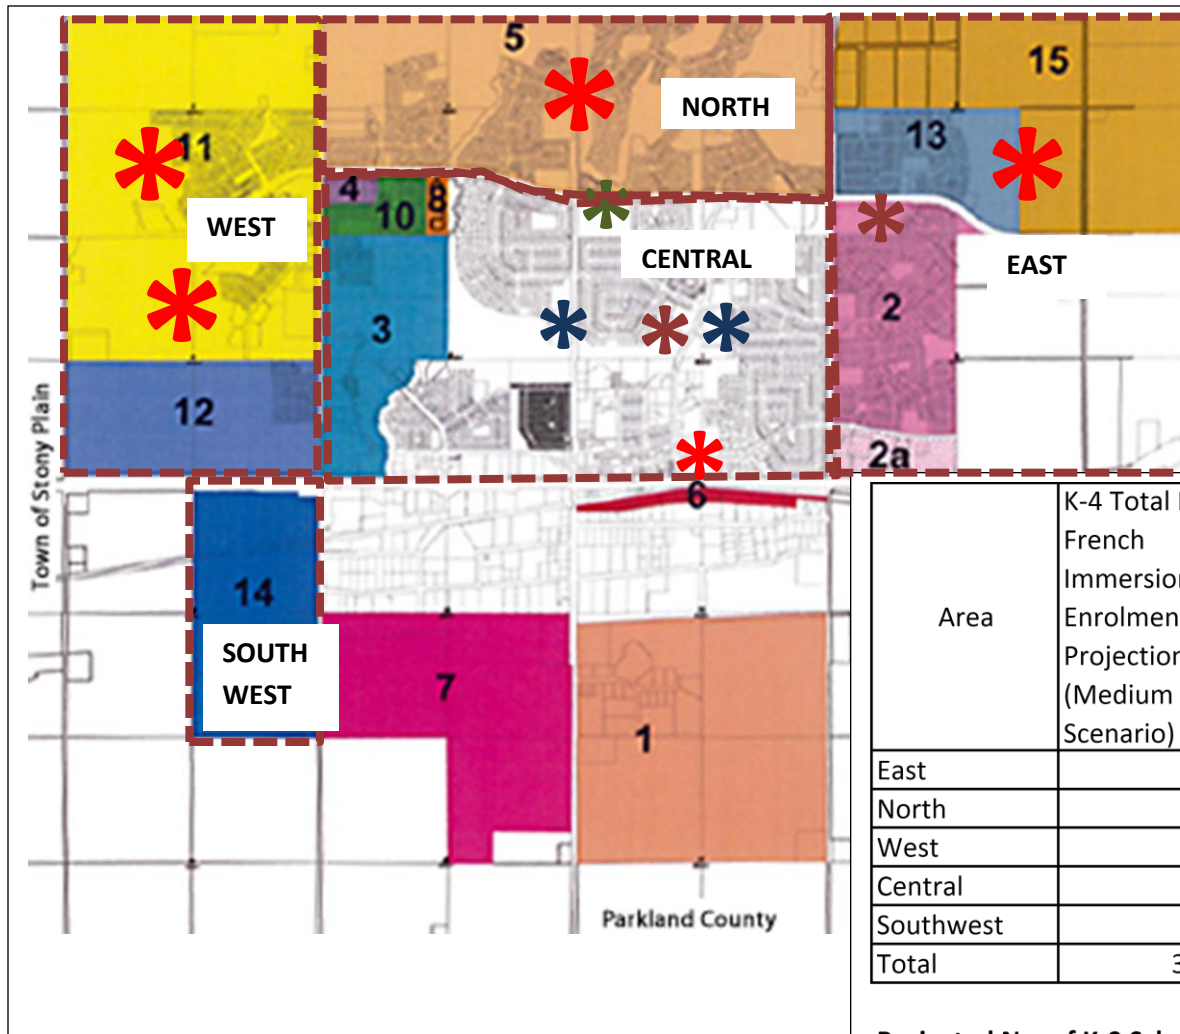 5
NORTH
15
13
11
4
10
8
WEST
CENTRAL
EAST
3
2
12
2a
Town of Stony Plain
6
14
SOUTH
WEST
7
1
Parkland County
Area
K-4 Total
French
Immersion
Enrolmen
Projection
(Medium
Scenario)
East
North
West
Central
Southwest
Total 3